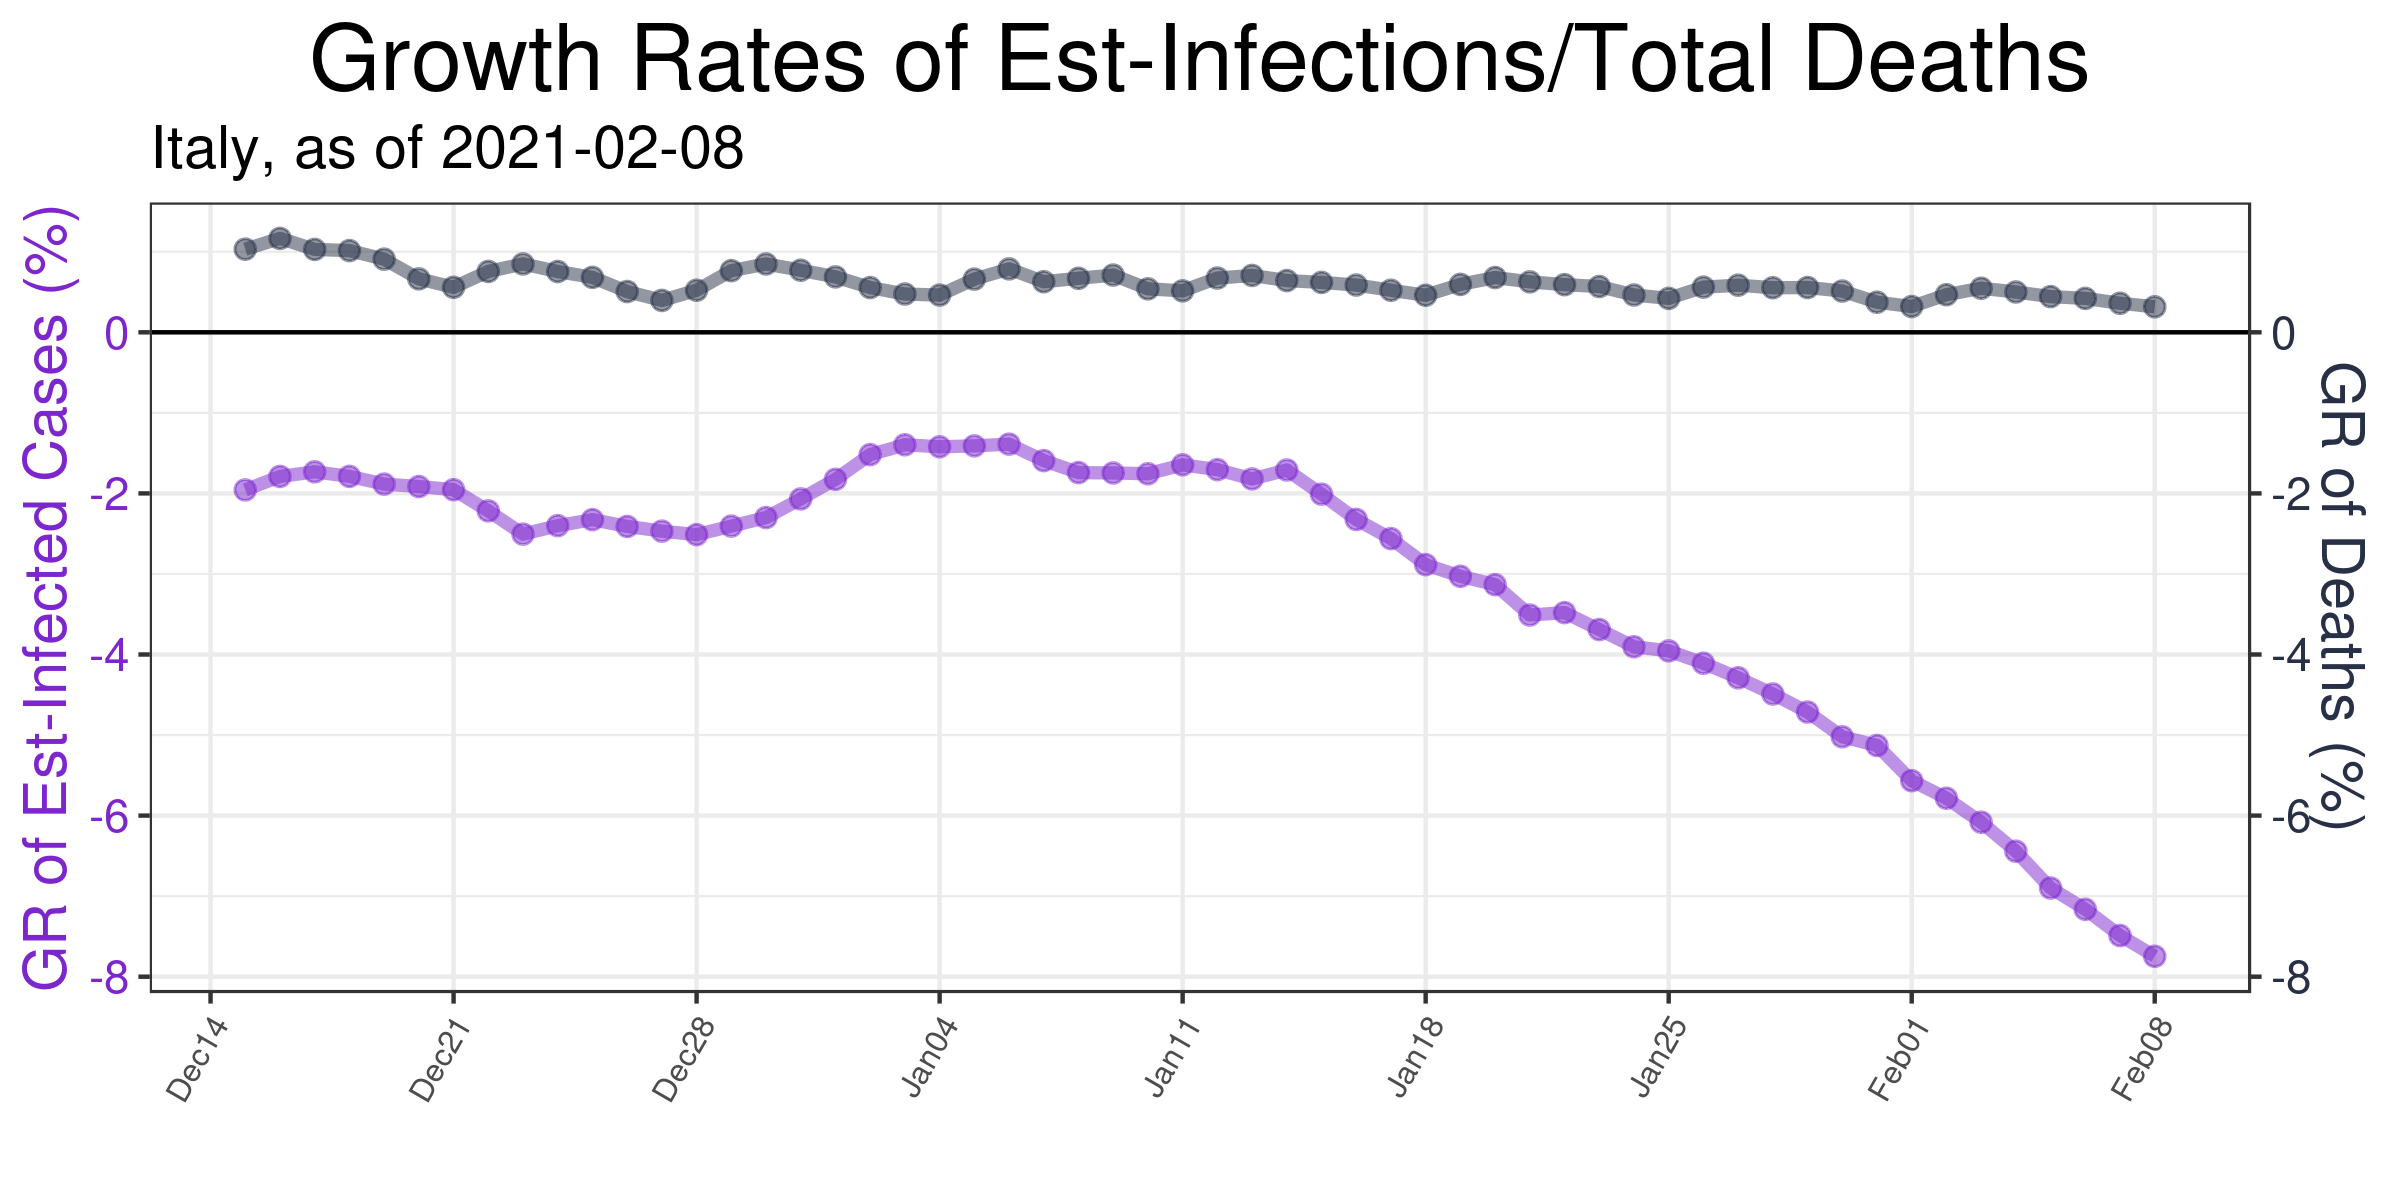 Growth Rates of Est-Infections/Total Deaths
Italy, as of 2021-02-08
GR of Est-Infected Cases (%)
0
-2
-4
-6
-8
0
-2
-4
-6
-8
GR of Deaths (%)
Dec14
Dec21
Dec28
Jan04
Jan11
Jan18
Jan25
Feb01
Feb08